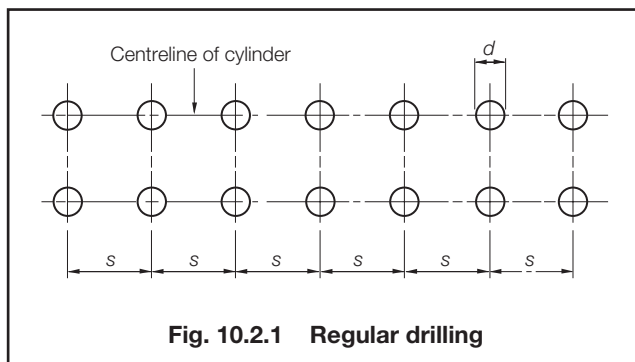 Centreline of cylinder
d
s s s s s s
Fig. 10.2.1 Regular drilling